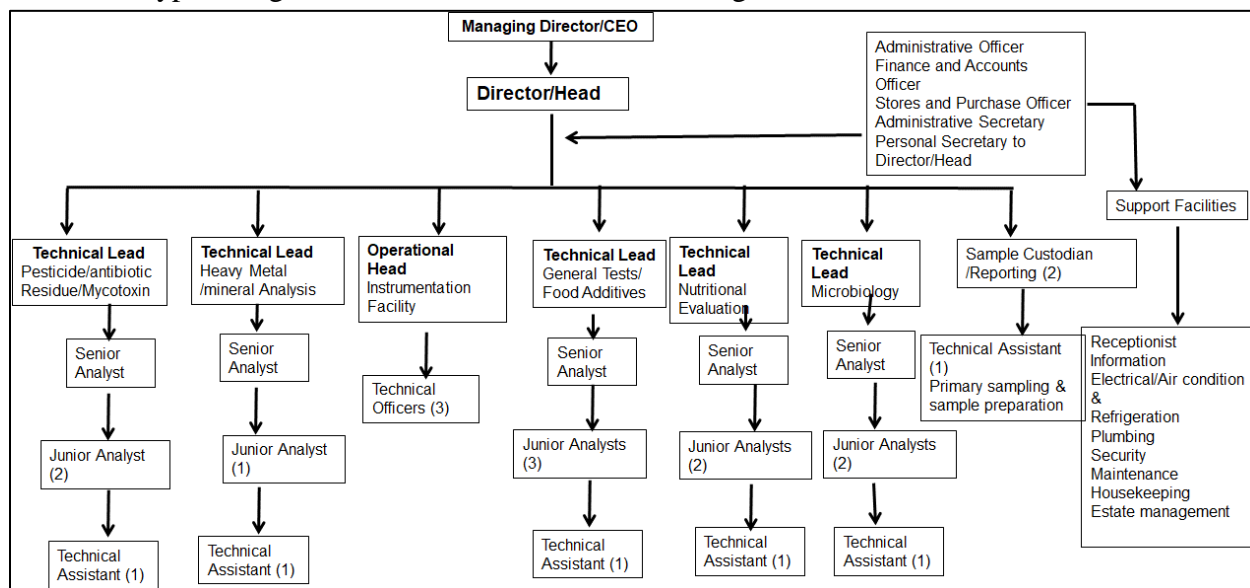 Managing Director/CEO
Director/Head
Administrative Officer
Finance and Accounts
Officer
Stores and Purchase Officer
Administrative Secretary
Personal Secretary to
Director/Head
Support Facilities
Technical Lead
Pesticide/antibiotic
Residue/Mycotoxin
Technical Lead
Heavy Metal
/mineral Analysis
Operational
Head
Instrumentation
Facility
Technical Lead
General Tests/
Food Additives
Technical
Lead
Nutritional
Evaluation
Technical
Lead
Microbiology
Sample Custodian
/Reporting (2)
Senior
Analyst
Senior
Analyst
Technical
Officers (3)
Senior
Analyst
Senior
Analyst
Senior
Analyst
Technical Assistant
(1)
Primary sampling &
sample preparation
Receptionist
Information
Electrical/Air condition
&
Refrigeration
Plumbing
Security
Maintenance
Housekeeping
Estate management
Junior Analyst
(2)
Junior Analyst
(1)
Junior Analysts
(3)
Junior Analysts
(2)
Junior Analysts
(2)
Technical
Assistant (1)
Technical
Assistant (1)
Technical
Assistant (1)
Technical
Assistant (1)
Technical
Assistant (1)